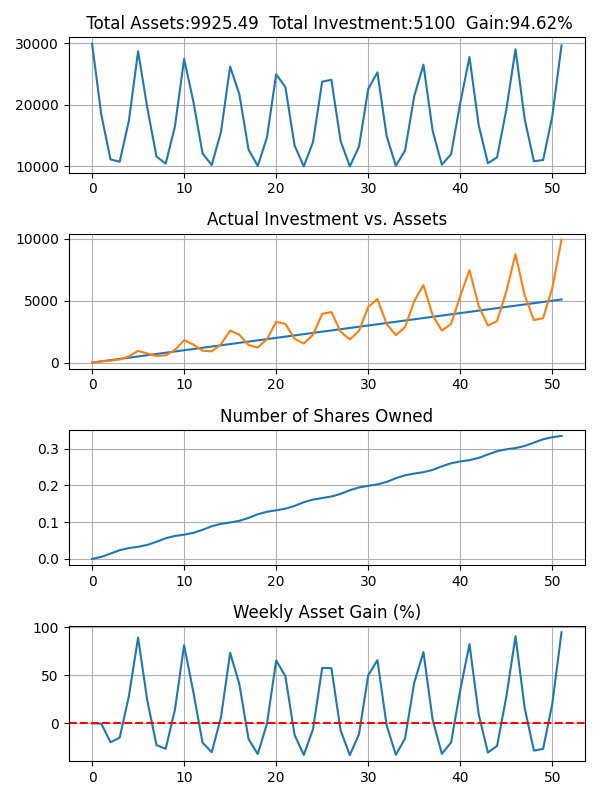 Total Assets:9925.49  Total Investment:5100  Gain:94.62%
30000
20000
10000
0 10 20 30 40 50
Actual Investment vs. Assets
10000
5000
0
0 10 20 30 40 50
Number of Shares Owned
0.3
0.2
0.1
0.0
0 10 20 30 40 50
Weekly Asset Gain (%)
100
50
0
0 10 20 30 40 50